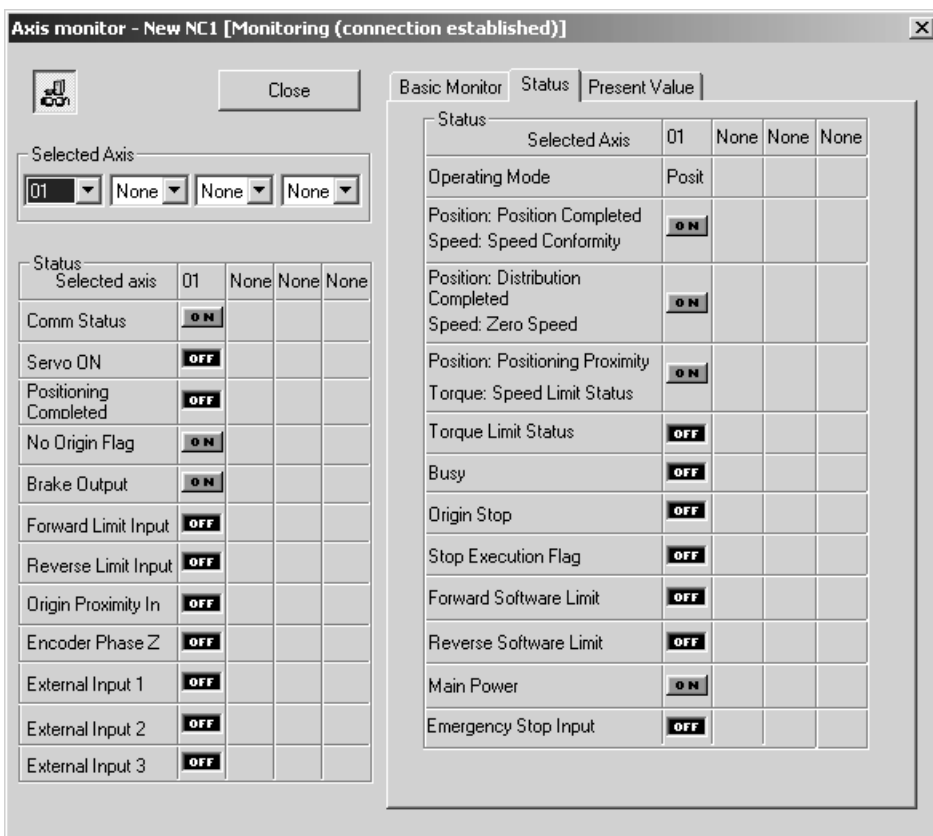 Axis monitor - New NC1 [Monitoring (connection established)]
Close
Selected Axis
01 None None None
Status
Selected axis 01 None None None
Comm Status ON
Servo ON OFF
Positioning
Completed OFF
No Origin Flag ON
Brake Output ON
Forward Limit Input OFF
Reverse Limit Input OFF
Origin Proximity In OFF
Encoder Phase Z OFF
External Input 1 OFF
External Input 2 OFF
External Input 3 OFF
Basic Monitor Status Present Value
Status
Selected Axis 01 None None None
Operating Mode Posit
Position: Position Completed
Speed: Speed Conformity ON
Position: Distribution
Completed ON
Speed: Zero Speed
Position: Positioning Proximity ON
Torque: Speed Limit Status
Torque Limit Status OFF
Busy OFF
Origin Stop OFF
Stop Execution Flag OFF
Forward Software Limit OFF
Reverse Software Limit OFF
Main Power ON
Emergency Stop Input OFF